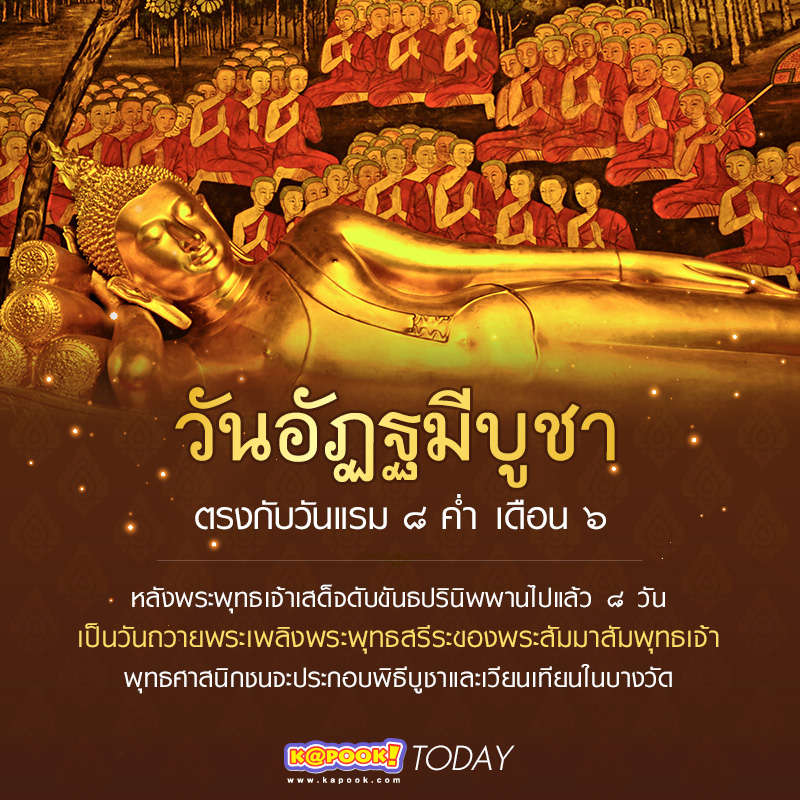 วันอัฏฐมีบูชา
ตรงกับวันแรม ๘ ค่ำ เดือน ๖
หลังพระพุทธเจ้าเสด็จดับขันธปรินิพพานไปแล้ว ๘ วัน
เป็นวันถวายพระเพลิงพระพุทธสรีระของพระสัมมาสัมพุทธเจ้า
พุทธศาสนิกชนจะประกอบพิธีบูชาและเวียนเทียนในบางวัด
K@POOK! TODAY
www.kapook.com